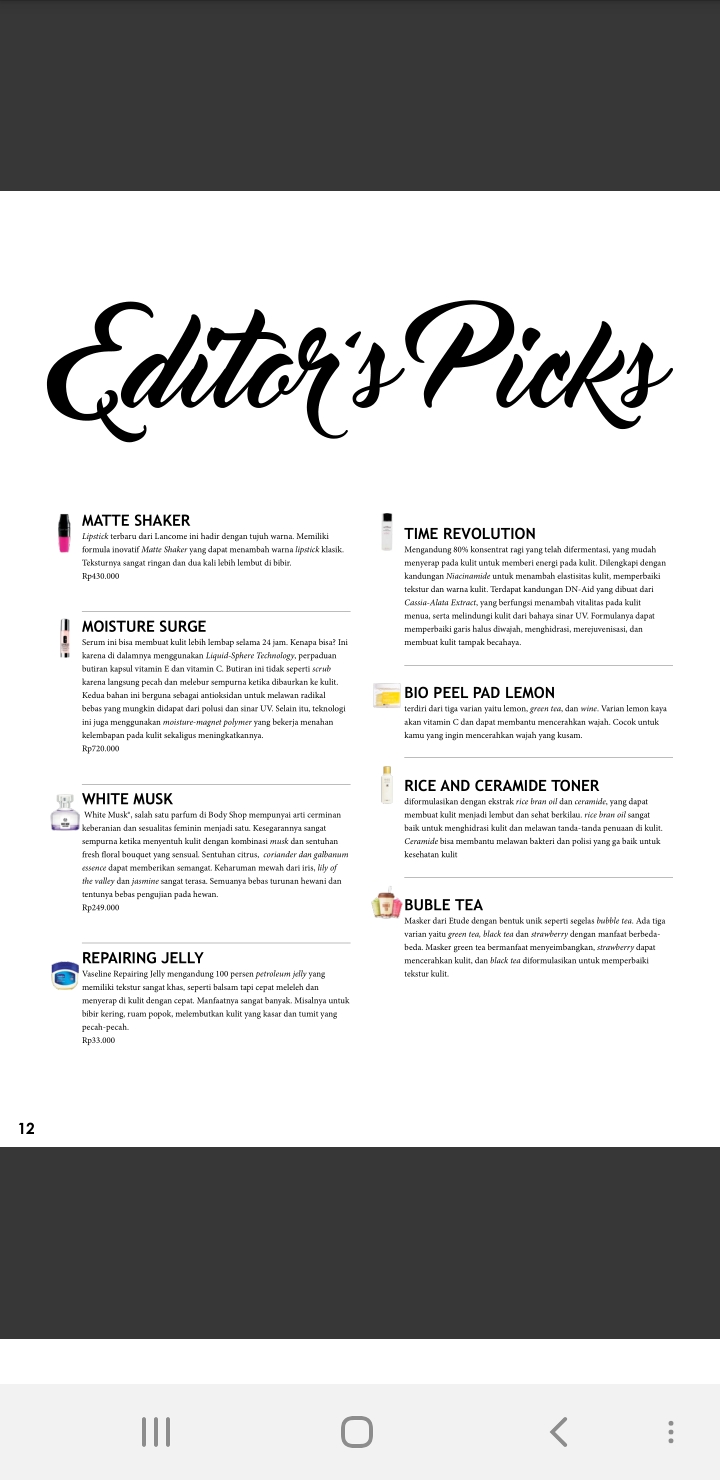 Editor's Picks
MATTE SHAKER
Lipstick terbaru dari Lancome ini hadir dengan tujuh warna. Memiliki
formula inovatif Matte Shaker yang dapat menambah warna lipstick klasik.
Teksturnya sangat ringan dan dua kali lebih lembut di bibir.
Rp430.000
MOISTURE SURGE
Serum ini bisa membuat kulit lebih lembap selama 24 jam. Kenapa bisa? Ini
karena di dalamnya menggunakan Liquid-Sphere Technology, perpaduan
butiran kapsul vitamin E dan vitamin C. Butiran ini tidak seperti scrub
karena langsung pecah dan melebur sempurna ketika dibaurkan ke kulit.
Kedua bahan ini berguna sebagai antioksidan untuk melawan radikal
bebas yang mungkin didapat dari polusi dan sinar UV. Selain itu, teknologi
ini juga menggunakan moisture-magnet polymer yang bekerja menahan
kelembapan pada kulit sekaligus meningkatkannya.
Rp720.000
WHITE MUSK
White Musk®, salah satu parfum di Body Shop mempunyai arti cerminan
keberanian dan sesualitas feminin menjadi satu. Kesegarannya sangat
sempurna ketika menyentuh kulit dengan kombinasi musk dan sentuhan
fresh floral bouquet yang sensual. Sentuhan citrus, coriander dan galbanum
essence dapat memberikan semangat. Keharuman mewah dari iris, lily of
the valley dan jasmine sangat terasa. Semuanya bebas turunan hewani dan
tentunya bebas pengujian pada hewan.
Rp249.000
REPAIRING JELLY
Vaseline Repairing Jelly mengandung 100 persen petroleum jelly yang
memiliki tekstur sangat khas, seperti balsam tapi cepat meleleh dan
menyerap di kulit dengan cepat. Manfaatnya sangat banyak. Misalnya untuk
bibir kering, ruam popok, melembutkan kulit yang kasar dan tumit yang
pecah-pecah.
Rp33.000
TIME REVOLUTION
Mengandung 80% konsentrat ragi yang telah difermentasi, yang mudah
menyerap pada kulit untuk memberi energi pada kulit. Dilengkapi dengan
kandungan Niacinamide untuk menambah elastisitas kulit, memperbaiki
tekstur dan warna kulit. Terdapat kandungan DN-Aid yang dibuat dari
Cassia-Alata Extract, yang berfungsi menambah vitalitas pada kulit
menua, serta melindungi kulit dari bahaya sinar UV. Formulanya dapat
memperbaiki garis halus diwajah, menghidrasi, merejuvenisasi, dan
membuat kulit tampak becahaya.
BIO PEEL PAD LEMON
terdiri dari tiga varian yaitu lemon, green tea, dan wine. Varian lemon kaya
akan vitamin C dan dapat membantu mencerahkan wajah. Cocok untuk
kamu yang ingin mencerahkan wajah yang kusam.
RICE AND CERAMIDE TONER
diformulasikan dengan ekstrak rice bran oil dan ceramide, yang dapat
membuat kulit menjadi lembut dan sehat berkilau. rice bran oil sangat
baik untuk menghidrasi kulit dan melawan tanda-tanda penuaan di kulit.
Ceramide bisa membantu melawan bakteri dan polisi yang ga baik untuk
kesehatan kulit
BUBLE TEA
Masker dari Etude dengan bentuk unik seperti segelas bubble tea. Ada tiga
varian yaitu green tea, black tea dan strawberry dengan manfaat berbeda-
beda. Masker green tea bermanfaat menyeimbangkan, strawberry dapat
mencerahkan kulit, dan black tea diformulasikan untuk memperbaiki
tekstur kulit.
12